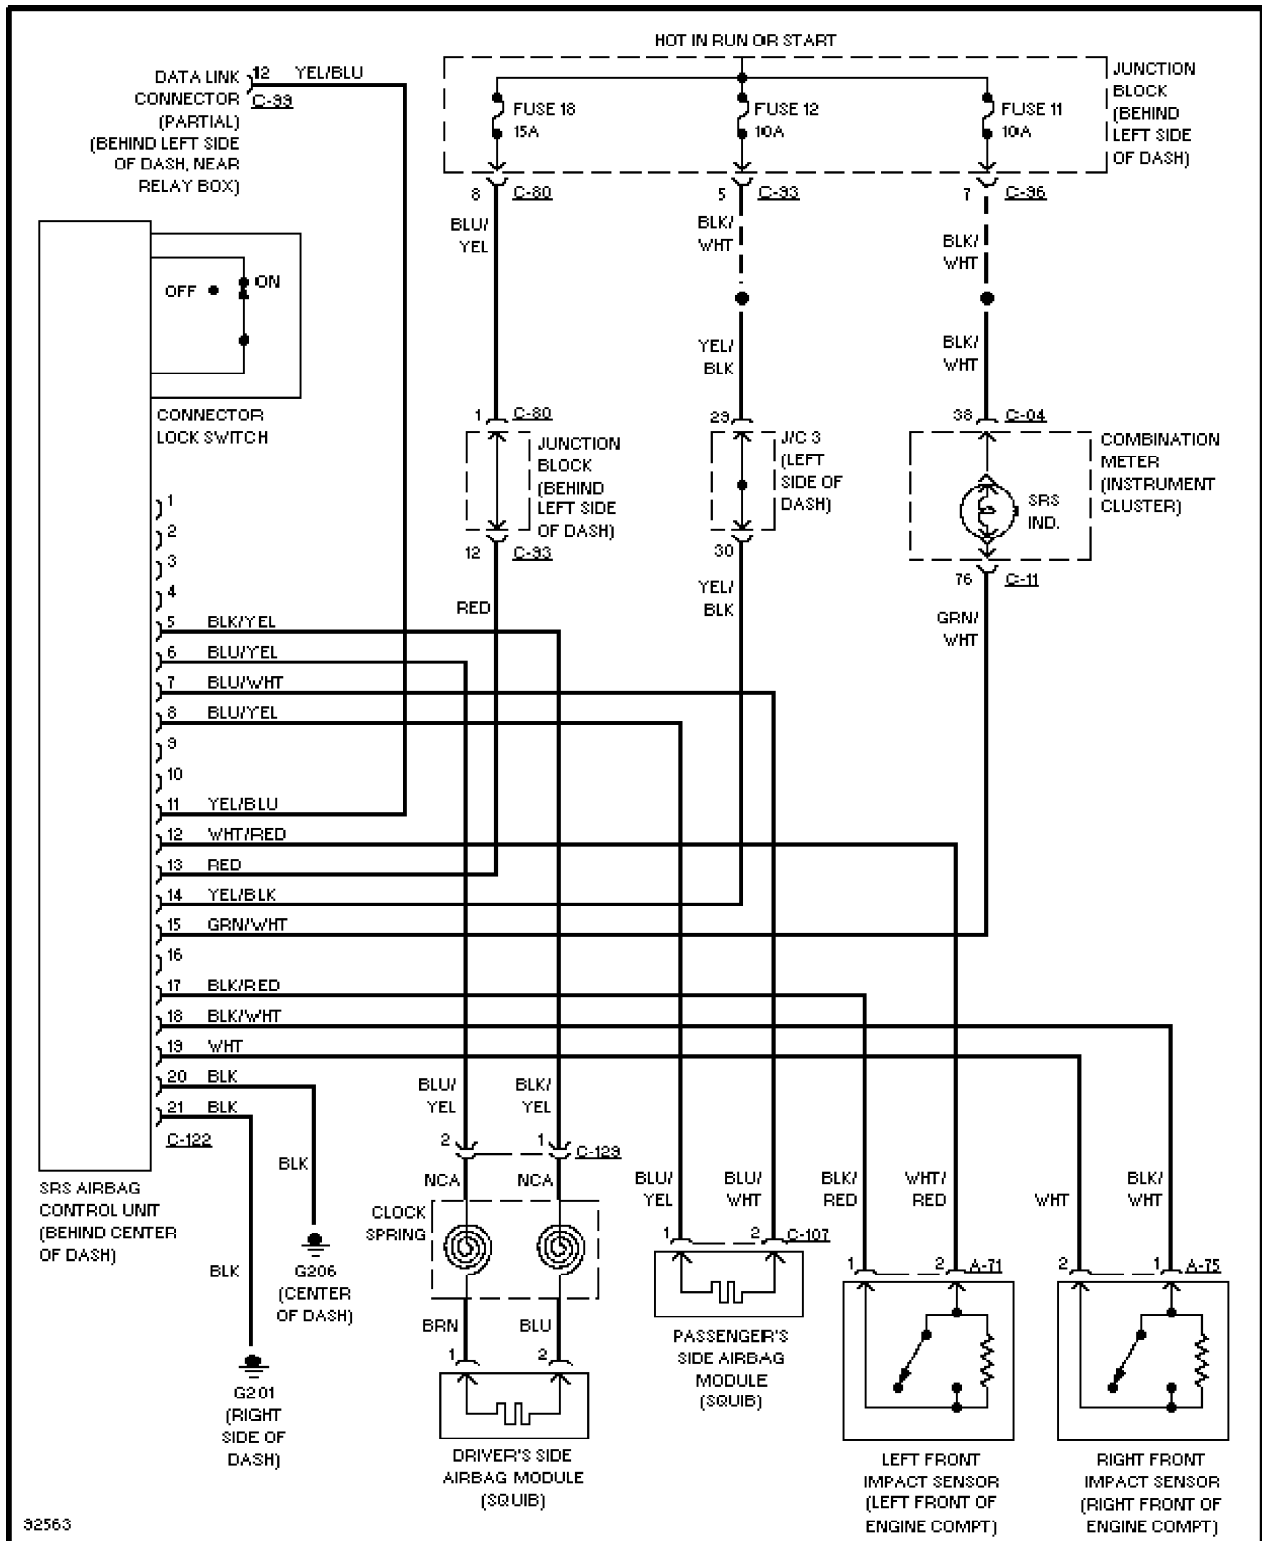 HOT IN RUN OR START
DATA LINK
CONNECTOR
(PARTIAL)
(BEHIND LEFT SIDE
OF DASH, NEAR
RELAY BOX)
12 YEL/BLU
C-99
FUSE 18
15A
FUSE 12
10A
FUSE 11
10A
JUNCTION
BLOCK
(BEHIND
LEFT SIDE
OF DASH)
8 C-80
5 C-93
7 C-96
BLU/
YEL
BLK/
WHT
BLK/
WHT
OFF ON
CONNECTOR
LOCK SWITCH
YEL/
BLK
BLK/
WHT
1 C-80
29
38 C-04
JUNCTION
BLOCK
(BEHIND
LEFT SIDE
OF DASH)
J/C 3
(LEFT
SIDE OF
DASH)
COMBINATION
METER
(INSTRUMENT
CLUSTER)
SRS
IND.
12 C-93
30
76 C-11
RED
YEL/
BLK
GRN/
WHT
1
2
3
4
5 BLK/YEL
6 BLU/YEL
7 BLU/WHT
8 BLU/YEL
9
10
11 YEL/BLU
12 WHT/RED
13 RED
14 YEL/BLK
15 GRN/WHT
16
17 BLK/RED
18 BLK/WHT
19 WHT
20 BLK
21 BLK
C-122
SRS AIRBAG
CONTROL UNIT
(BEHIND CENTER
OF DASH)
BLK
G206
(CENTER
OF DASH)
BLK
G201
(RIGHT
SIDE OF
DASH)
BLU/
YEL
BLK/
YEL
2 1 C-129
NCA NCA
CLOCK
SPRING
BRN BLU
1 2
DRIVER'S SIDE
AIRBAG MODULE
(SQUIB)
BLU/
YEL
BLU/
WHT
1 2 C-107
PASSENGER'S
SIDE AIRBAG
MODULE
(SQUIB)
BLK/
RED
WHT/
RED
1 2 A-71
LEFT FRONT
IMPACT SENSOR
(LEFT FRONT OF
ENGINE COMPT)
WHT
BLK/
WHT
2 1 A-75
RIGHT FRONT
IMPACT SENSOR
(RIGHT FRONT OF
ENGINE COMPT)
92563